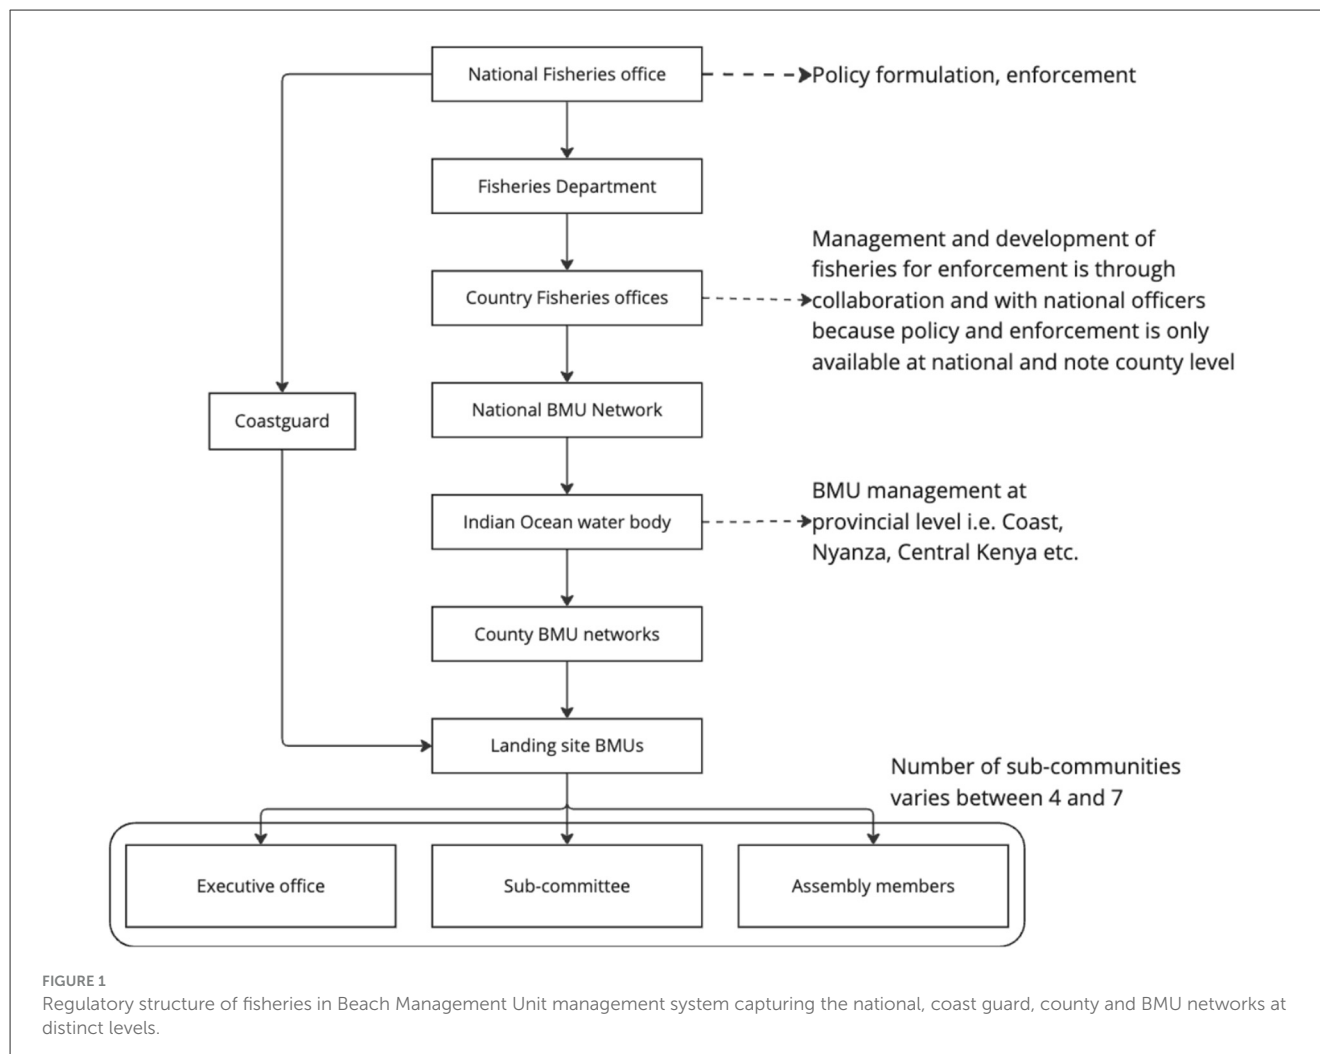 National Fisheries office
Policy formulation, enforcement
Fisheries Department
Management and development of
fisheries for enforcement is through
collaboration and with national officers
because policy and enforcement is only
available at national and note county level
Country Fisheries offices
National BMU Network
Coastguard
BMU management at
provincial level i.e. Coast,
Nyanza, Central Kenya etc.
Indian Ocean water body
County BMU networks
Landing site BMUs
Number of sub-communities
varies between 4 and 7
Executive office
Sub-committee
Assembly members
FIGURE 1
Regulatory structure of fisheries in Beach Management Unit management system capturing the national, coast guard, county and BMU networks at
distinct levels.